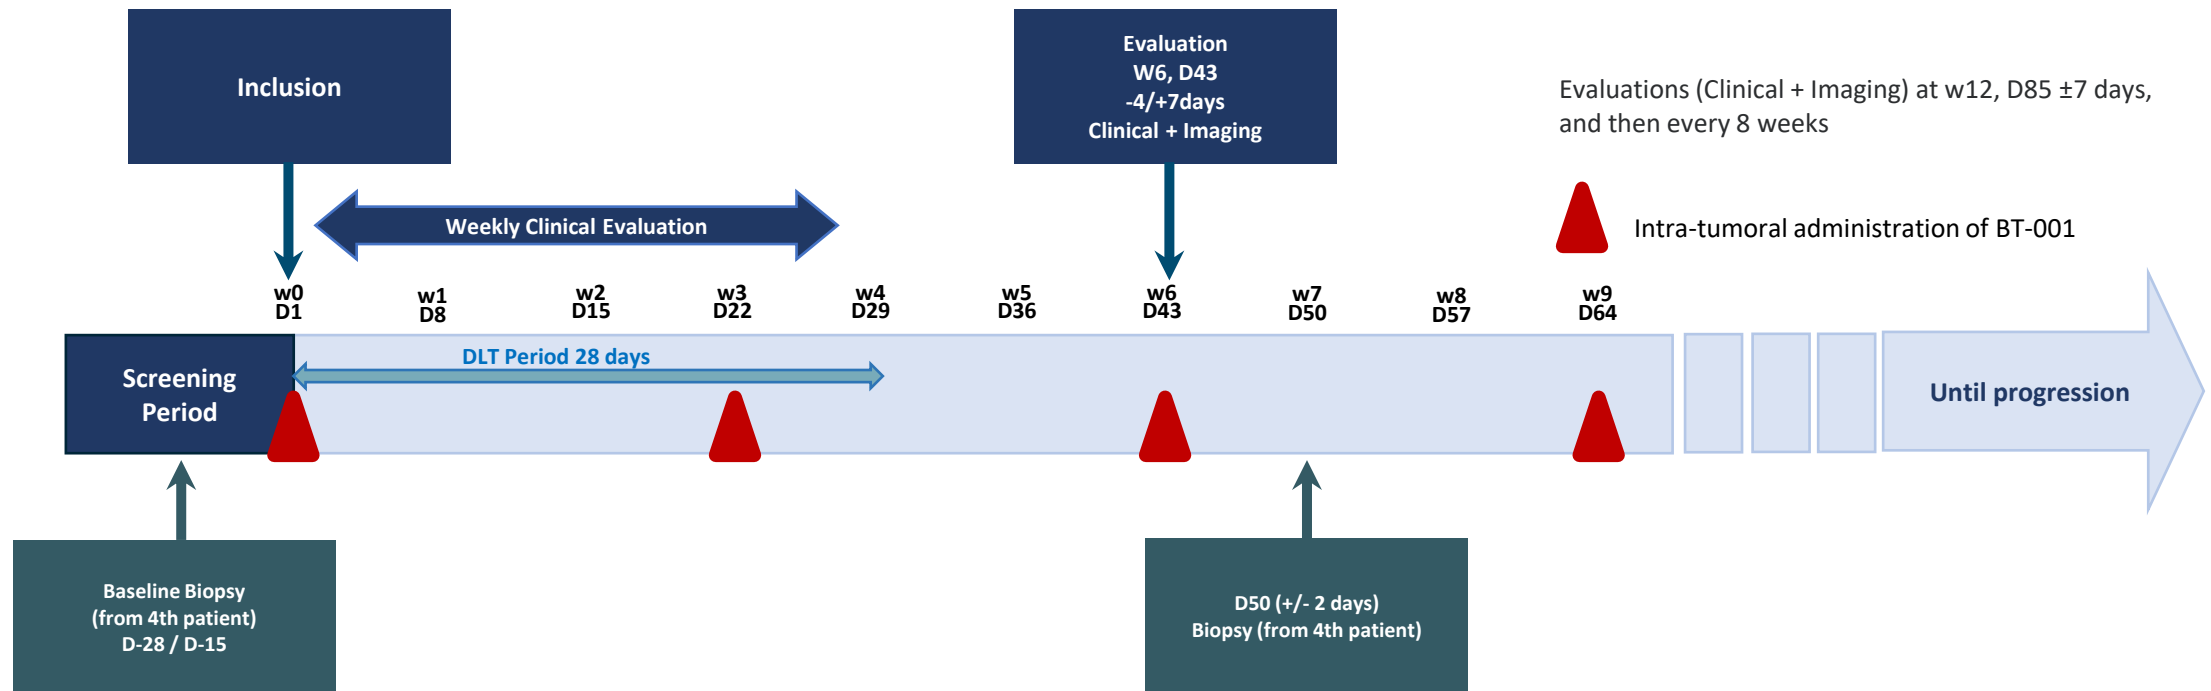 Inclusion
Evaluation
W6, D43
-4/+7days
Clinical + Imaging
Evaluations (Clinical + Imaging) at w12, D85 ±7 days,
and then every 8 weeks
Weekly Clinical Evaluation
Intra-tumoral administration of BT-001
w0
D1
w1
D8
w2
D15
w3
D22
w4
D29
w5
D36
w6
D43
w7
D50
w8
D57
w9
D64
Screening
Period
DLT Period 28 days
Until progression
Baseline Biopsy
(from 4th patient)
D-28 / D-15
D50 (+/- 2 days)
Biopsy (from 4th patient)